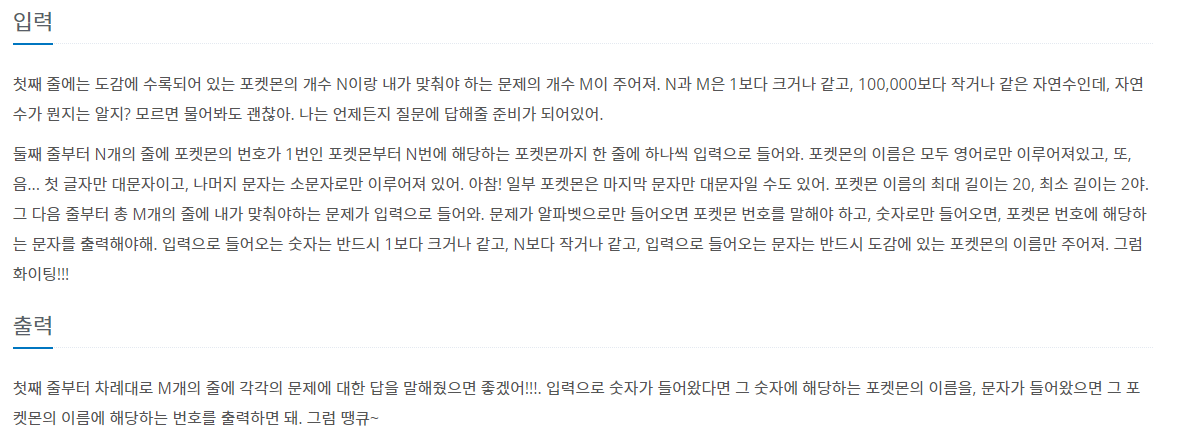 입력
첫째 줄에는 도감에 수록되어 있는 포켓몬의 개수 N이랑 내가 맞춰야 하는 문제의 개수 M이 주어져. N과 M은 1보다 크거나 같고, 100,000보다 작거나 같은 자연수인데, 자연
수가 뭔지는 알지? 모르면 물어봐도 괜찮아. 나는 언제든지 질문에 답해줄 준비가 되어있어.
둘째 줄부터 N개의 줄에 포켓몬의 번호가 1번인 포켓몬부터 N번에 해당하는 포켓몬까지 한 줄에 하나씩 입력으로 들어와. 포켓몬의 이름은 모두 영어로만 이루어져있고, 또,
음... 첫 글자만 대문자이고, 나머지 문자는 소문자로만 이루어져 있어. 아참! 일부 포켓몬은 마지막 문자만 대문자일 수도 있어. 포켓몬 이름의 최대 길이는 20, 최소 길이는 2야.
그 다음 줄부터 총 M개의 줄에 내가 맞춰야하는 문제가 입력으로 들어와. 문제가 알파벳으로만 들어오면 포켓몬 번호를 말해야 하고, 숫자로만 들어오면, 포켓몬 번호에 해당하
는 문자를 출력해야해. 입력으로 들어오는 숫자는 반드시 1보다 크거나 같고, N보다 작거나 같고, 입력으로 들어오는 문자는 반드시 도감에 있는 포켓몬의 이름만 주어져. 그럼
화이팅!!!
출력
첫째 줄부터 차례대로 M개의 줄에 각각의 문제에 대한 답을 말해줬으면 좋겠어!!!. 입력으로 숫자가 들어왔다면 그 숫자에 해당하는 포켓몬의 이름을, 문자가 들어왔으면 그 포
켓몬의 이름에 해당하는 번호를 출력하면 돼. 그럼 땡큐~